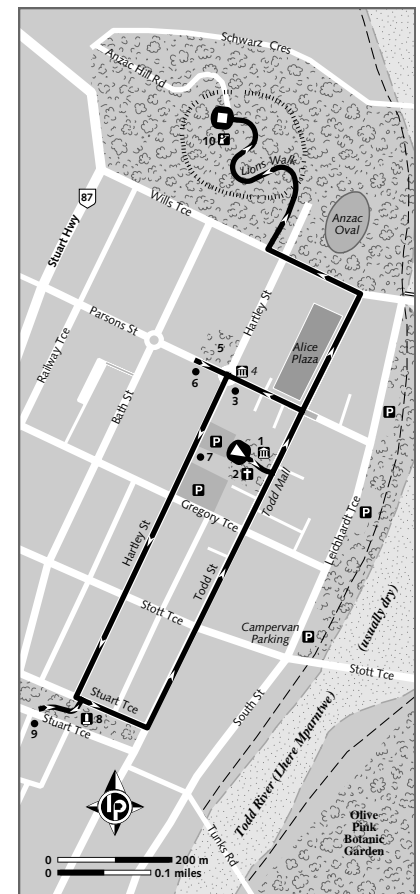 Schwarz Cres
Anzac Hill Rd
10
Lions Walk
Anzac
Oval
87
Stuart Hwy
Wills Tce
Parsons St
Hartley St
Railway Tce
Bath St
5
4
6
3
Alice
Plaza
P
P
1
7
2
P
Todd Mall
Gregory Tce
P
Leichhardt Tce
Hartley St
Todd St
Stott Tce
Campervan
Parking
P
(usually dry)
Stott Tce
Stuart Tce
8
Stuart Tce
9
South St
Todd River (Lhere Mparntwe)
lp
Tunks Rd
Olive
Pink
Botanic
Garden
0 200 m
0 0.1 miles